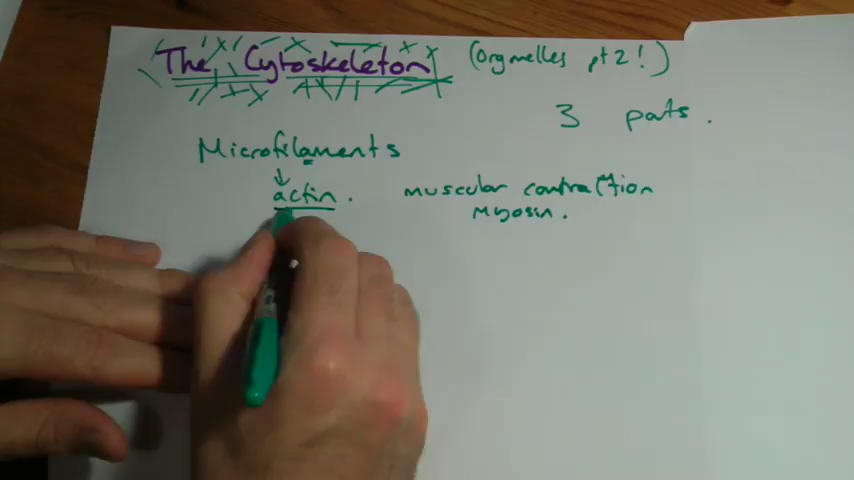 The Cytoskeleton (Organelles pt 2!)
3 parts.
Microfilaments
actin. muscular contraction
myosin.